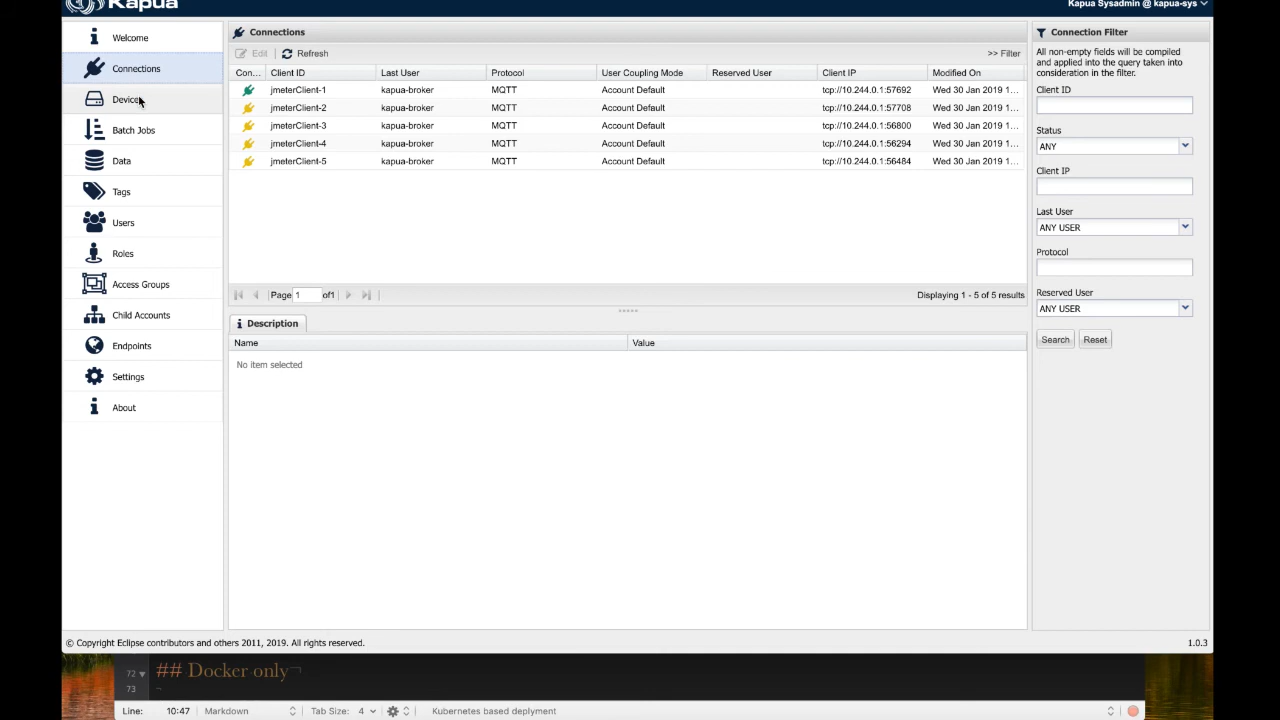 Kapua
Kapua Sysadmin @ kapua-sys
Welcome
Connections
Devices
Batch Jobs
Data
Tags
Users
Roles
Access Groups
Child Accounts
Endpoints
Settings
About
Connections
Edit
Refresh
>> Filter
Con... Client ID Last User Protocol User Coupling Mode Reserved User Client IP Modified On
jmeterClient-1 kapua-broker MQTT Account Default tcp://10.244.0.1:57692 Wed 30 Jan 2019 1...
jmeterClient-2 kapua-broker MQTT Account Default tcp://10.244.0.1:57708 Wed 30 Jan 2019 1...
jmeterClient-3 kapua-broker MQTT Account Default tcp://10.244.0.1:56800 Wed 30 Jan 2019 1...
jmeterClient-4 kapua-broker MQTT Account Default tcp://10.244.0.1:56294 Wed 30 Jan 2019 1...
jmeterClient-5 kapua-broker MQTT Account Default tcp://10.244.0.1:56484 Wed 30 Jan 2019 1...
Page 1 of1
Displaying 1 - 5 of 5 results
Description
Name Value
No item selected
Connection Filter
All non-empty fields will be compiled
and applied into the query taken into
consideration in the filter.
Client ID
Status
ANY
Client IP
Last User
ANY USER
Protocol
Reserved User
ANY USER
Search Reset
© Copyright Eclipse contributors and others 2011, 2019. All rights reserved.
1.0.3
72 ## Docker only¬
73 ¬
Line: 10:47 Markdown Tab Size: 4 Kubernetes based deplyment